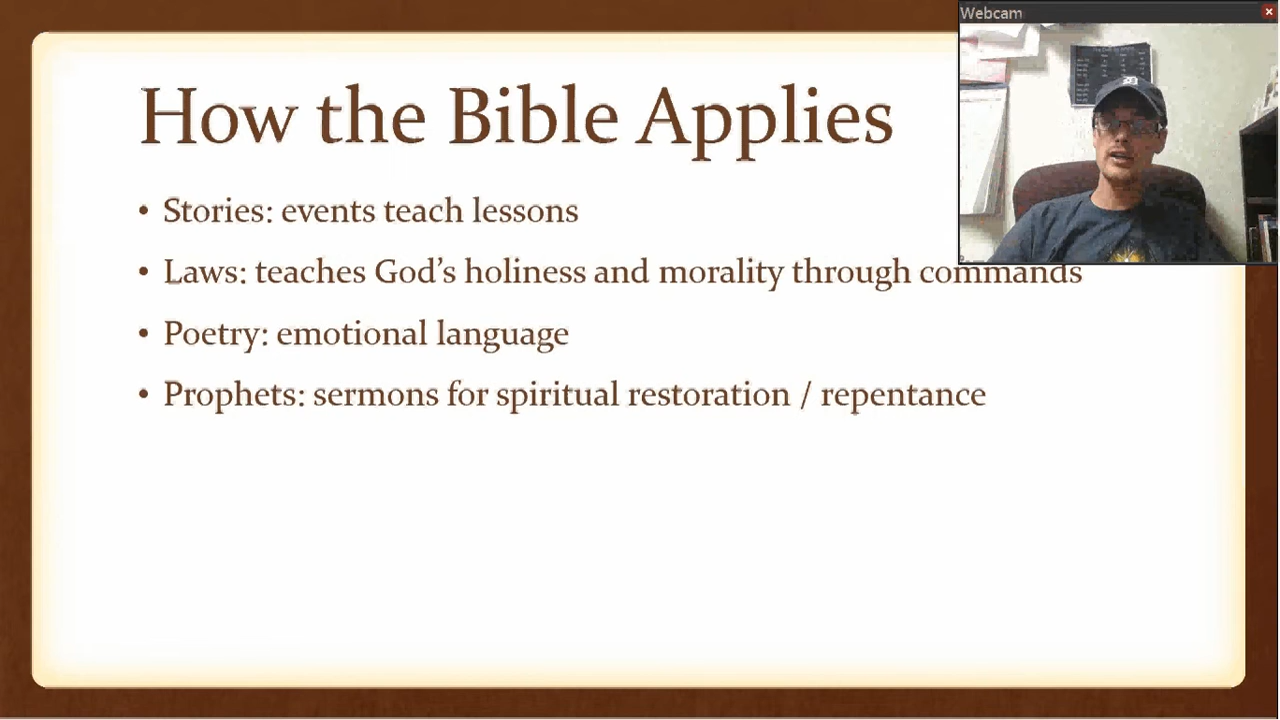 How the Bible Applies
Webcam
• Stories: events teach lessons
• Laws: teaches God’s holiness and morality through commands
• Poetry: emotional language
• Prophets: sermons for spiritual restoration / repentance